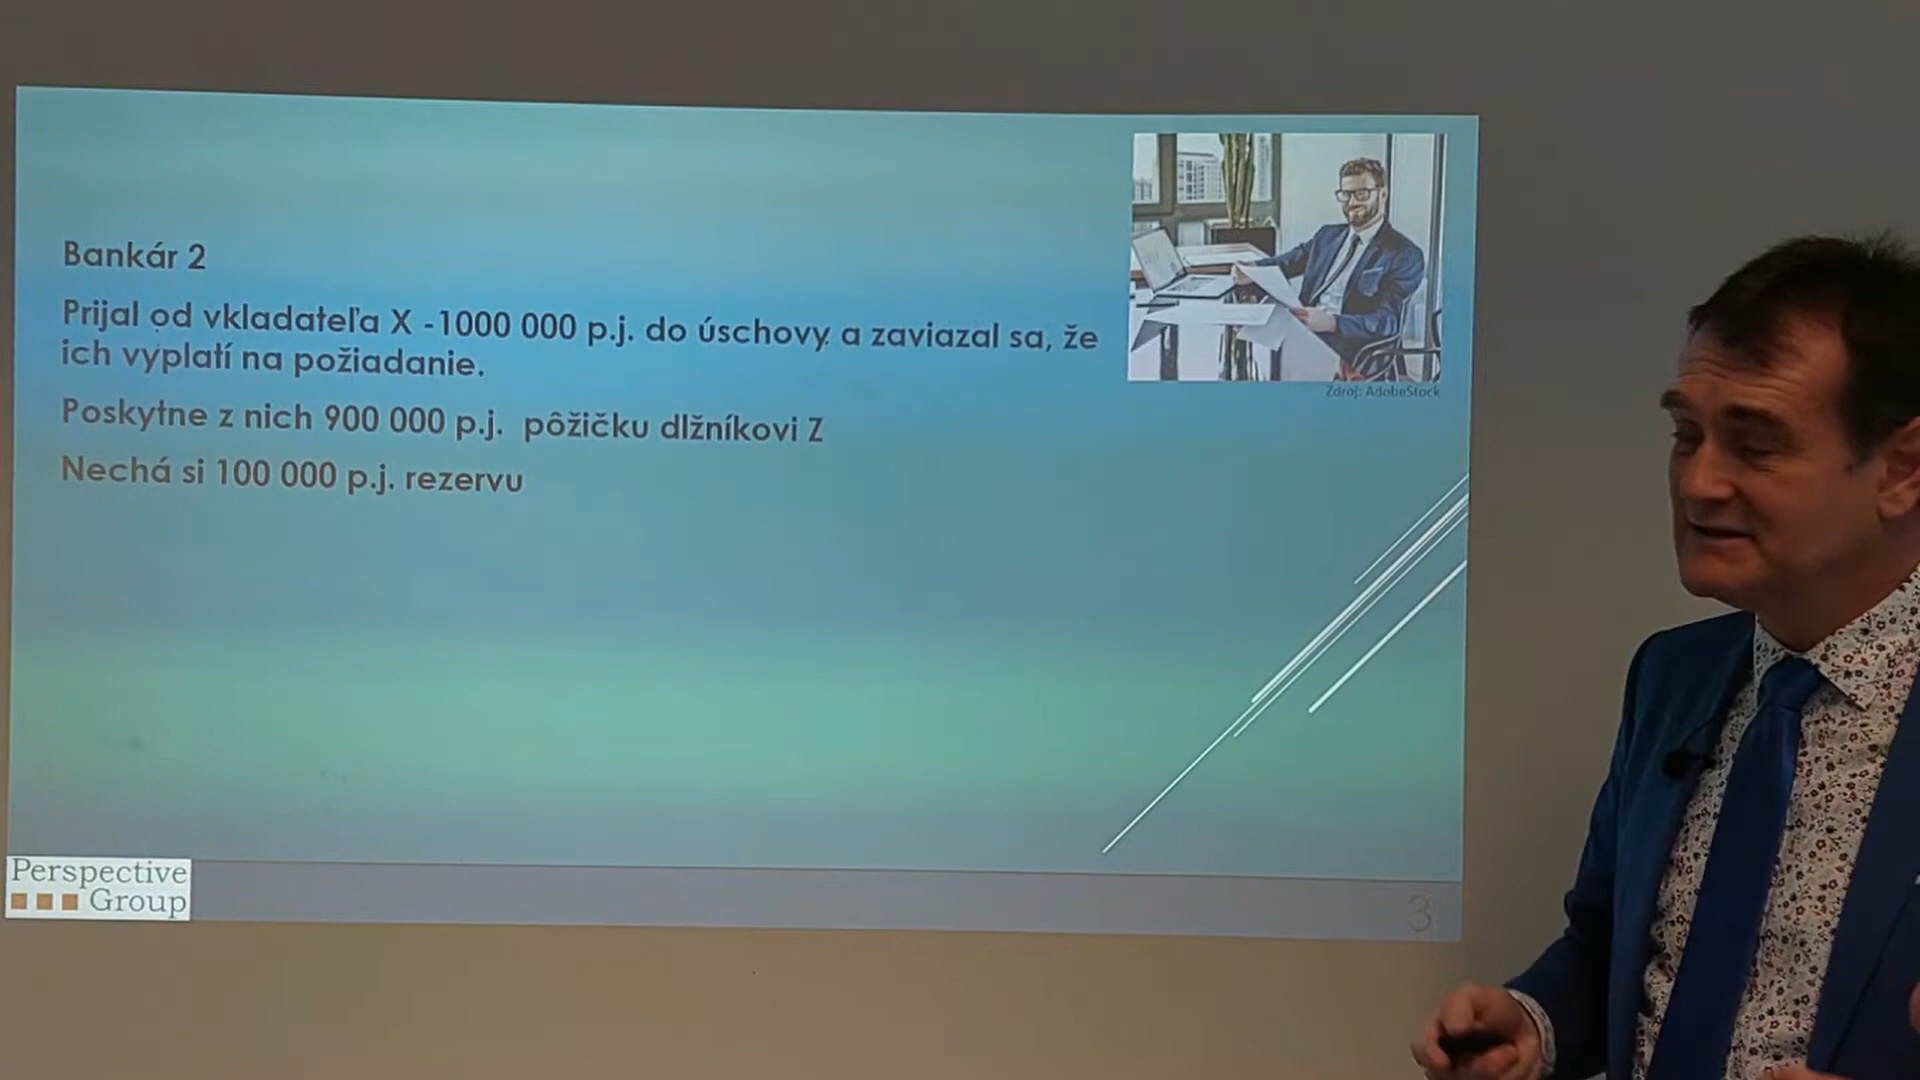 Bankár 2
Prijal od vkladateľa X -1000 000 p.j. do úschovy a zaviazal sa, že
ich vyplatí na požiadanie.
Poskytne z nich 900 000 p.j. pôžičku dlžníkovi Z
Nechá si 100 000 p.j. rezervu
Zdroj: AdobeStock
Perspective
Group
3